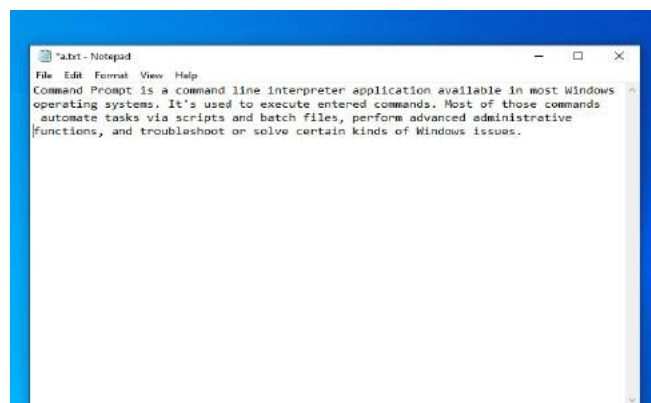 *a.txt - Notepad
File Edit Format View Help
Command Prompt is a command line interpreter application available in most Windows
operating systems. It's used to execute entered commands. Most of those commands
automate tasks via scripts and batch files, perform advanced administrative
functions, and troubleshoot or solve certain kinds of Windows issues.